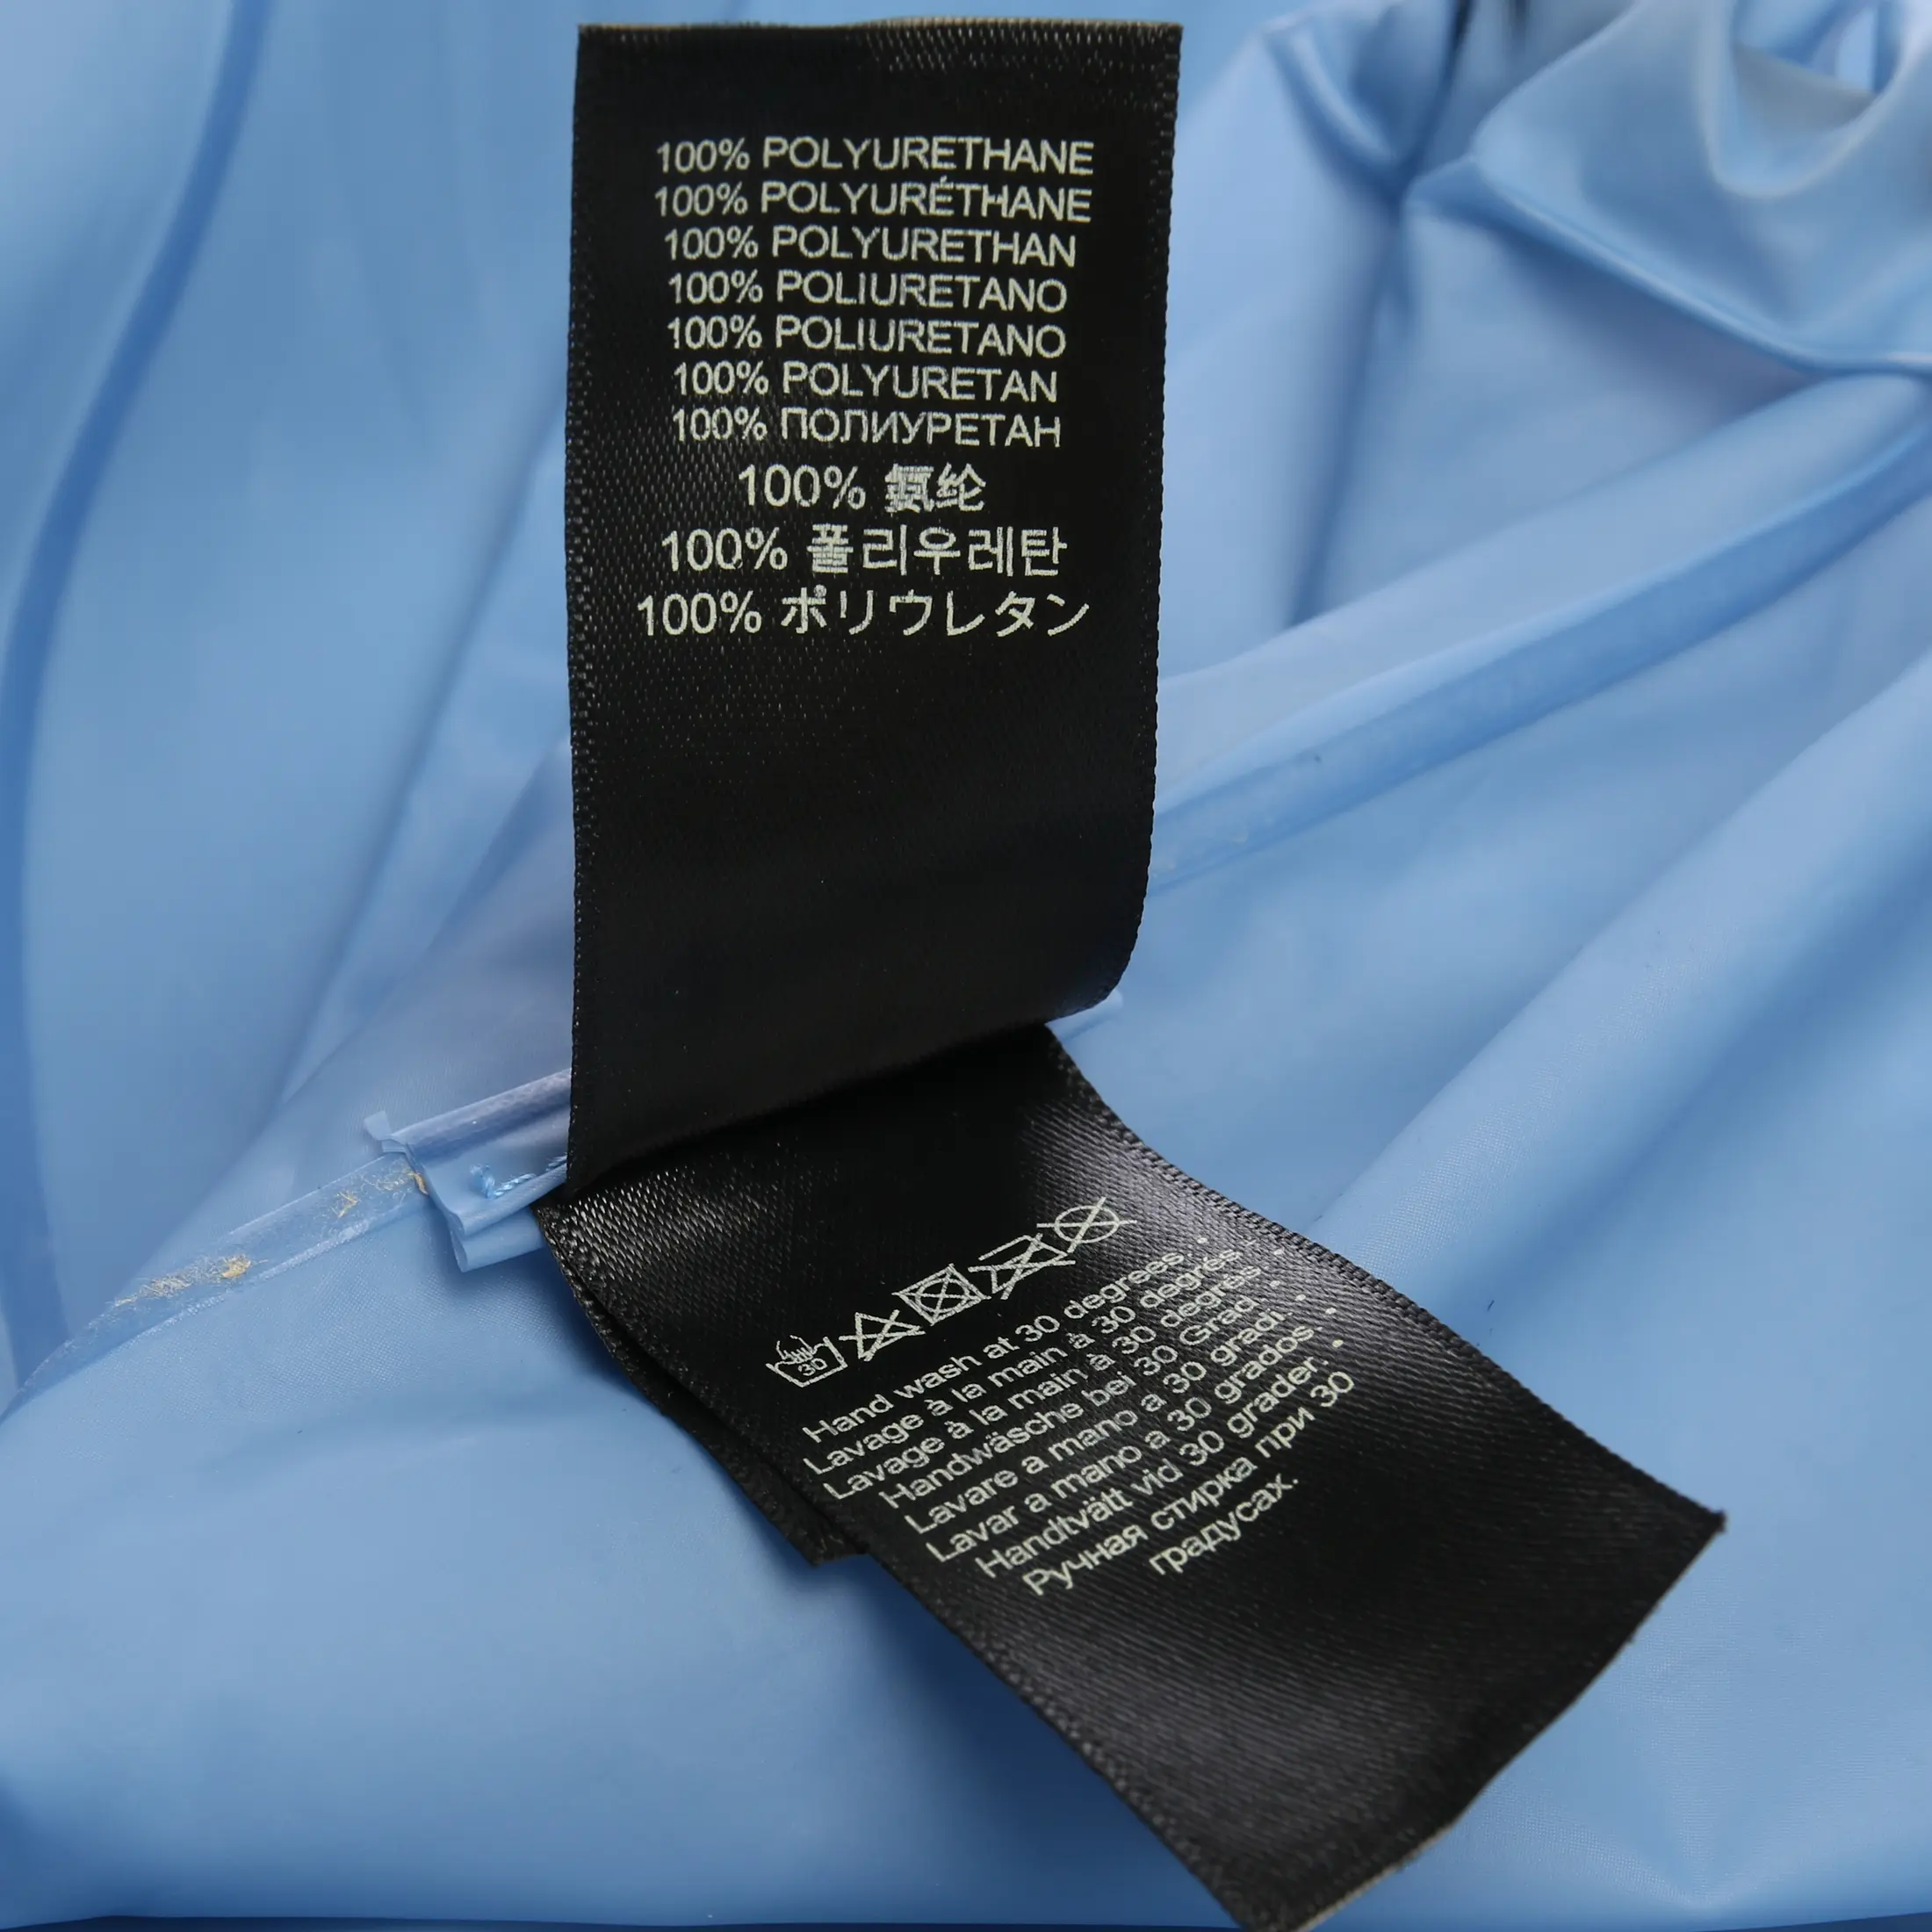 100% POLYURETHANE
100% POLYURÉTHANE
100% POLYURETHAN
100% POLIURETANO
100% POLIURETANO
100% POLYURETAN
100% ПОЛИУРЕТАН
100% 氨纶
100% 폴리우레탄
100% ポリウレタン
30
Hand wash at 30 degrees. •
Lavage à la main à 30 degrés •
Lavage à la main à 30 degrés •
Handwäsche bei 30 Grad •
Lavare a mano a 30 gradi. •
Lavar a mano a 30 grados. •
Handtvätt vid 30 grader. •
Ручная стирка при 30
градусах.